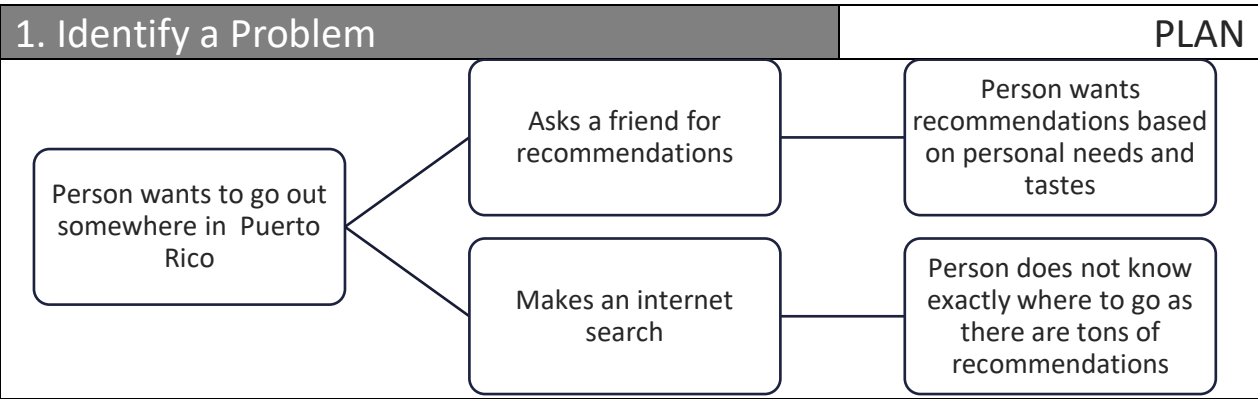 1. Identify a Problem
PLAN
Person wants to go out
somewhere in  Puerto
Rico
Asks a friend for
recommendations
Person wants
recommendations based
on personal needs and
tastes
Makes an internet
search
Person does not know
exactly where to go as
there are tons of
recommendations